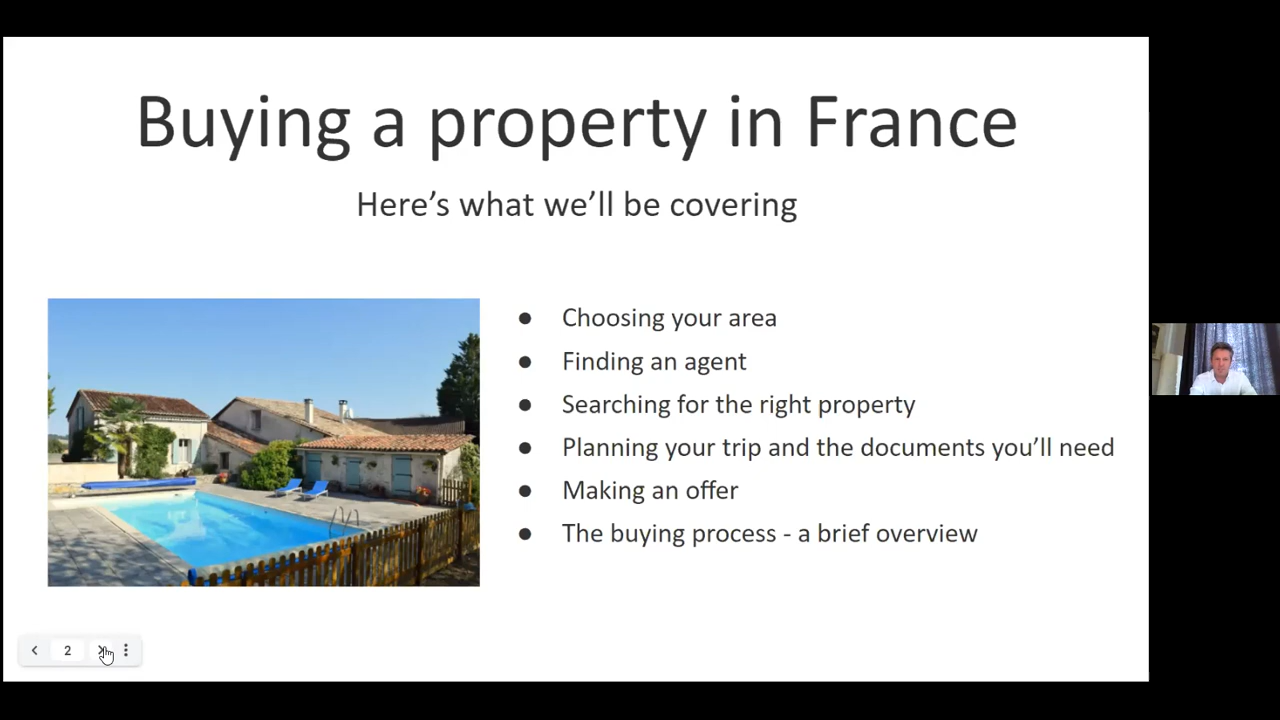 Buying a property in France
Here’s what we’ll be covering
● Choosing your area
● Finding an agent
● Searching for the right property
● Planning your trip and the documents you’ll need
● Making an offer
● The buying process - a brief overview
2